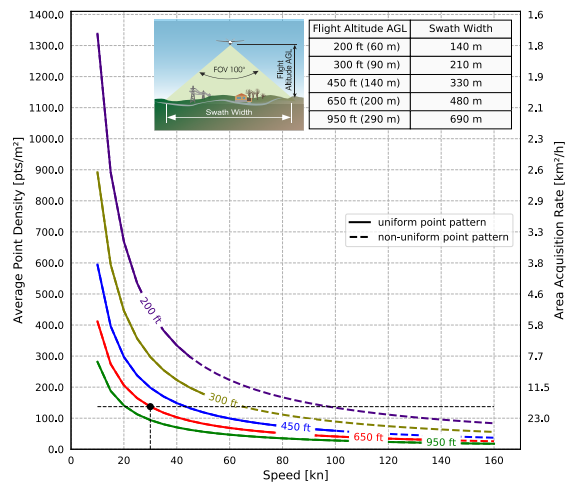 1400.0
1300.0
1200.0
1100.0
1000.0
900.0
800.0
700.0
600.0
500.0
400.0
300.0
200.0
100.0
0.0
Average Point Density [pts/m²]
FOV 100°
Flight
Altitude AGL
Swath Width
Flight Altitude AGL Swath Width
200 ft (60 m) 140 m
300 ft (90 m) 210 m
450 ft (140 m) 330 m
650 ft (200 m) 480 m
950 ft (290 m) 690 m
uniform point pattern
non-uniform point pattern
200 ft
300 ft
450 ft
650 ft
950 ft
1.6
1.8
1.9
2.1
2.3
2.6
2.9
3.3
3.8
4.6
5.8
7.7
11.5
23.0
Area Acquisition Rate [km²/h]
0 20 40 60 80 100 120 140 160
Speed [kn]